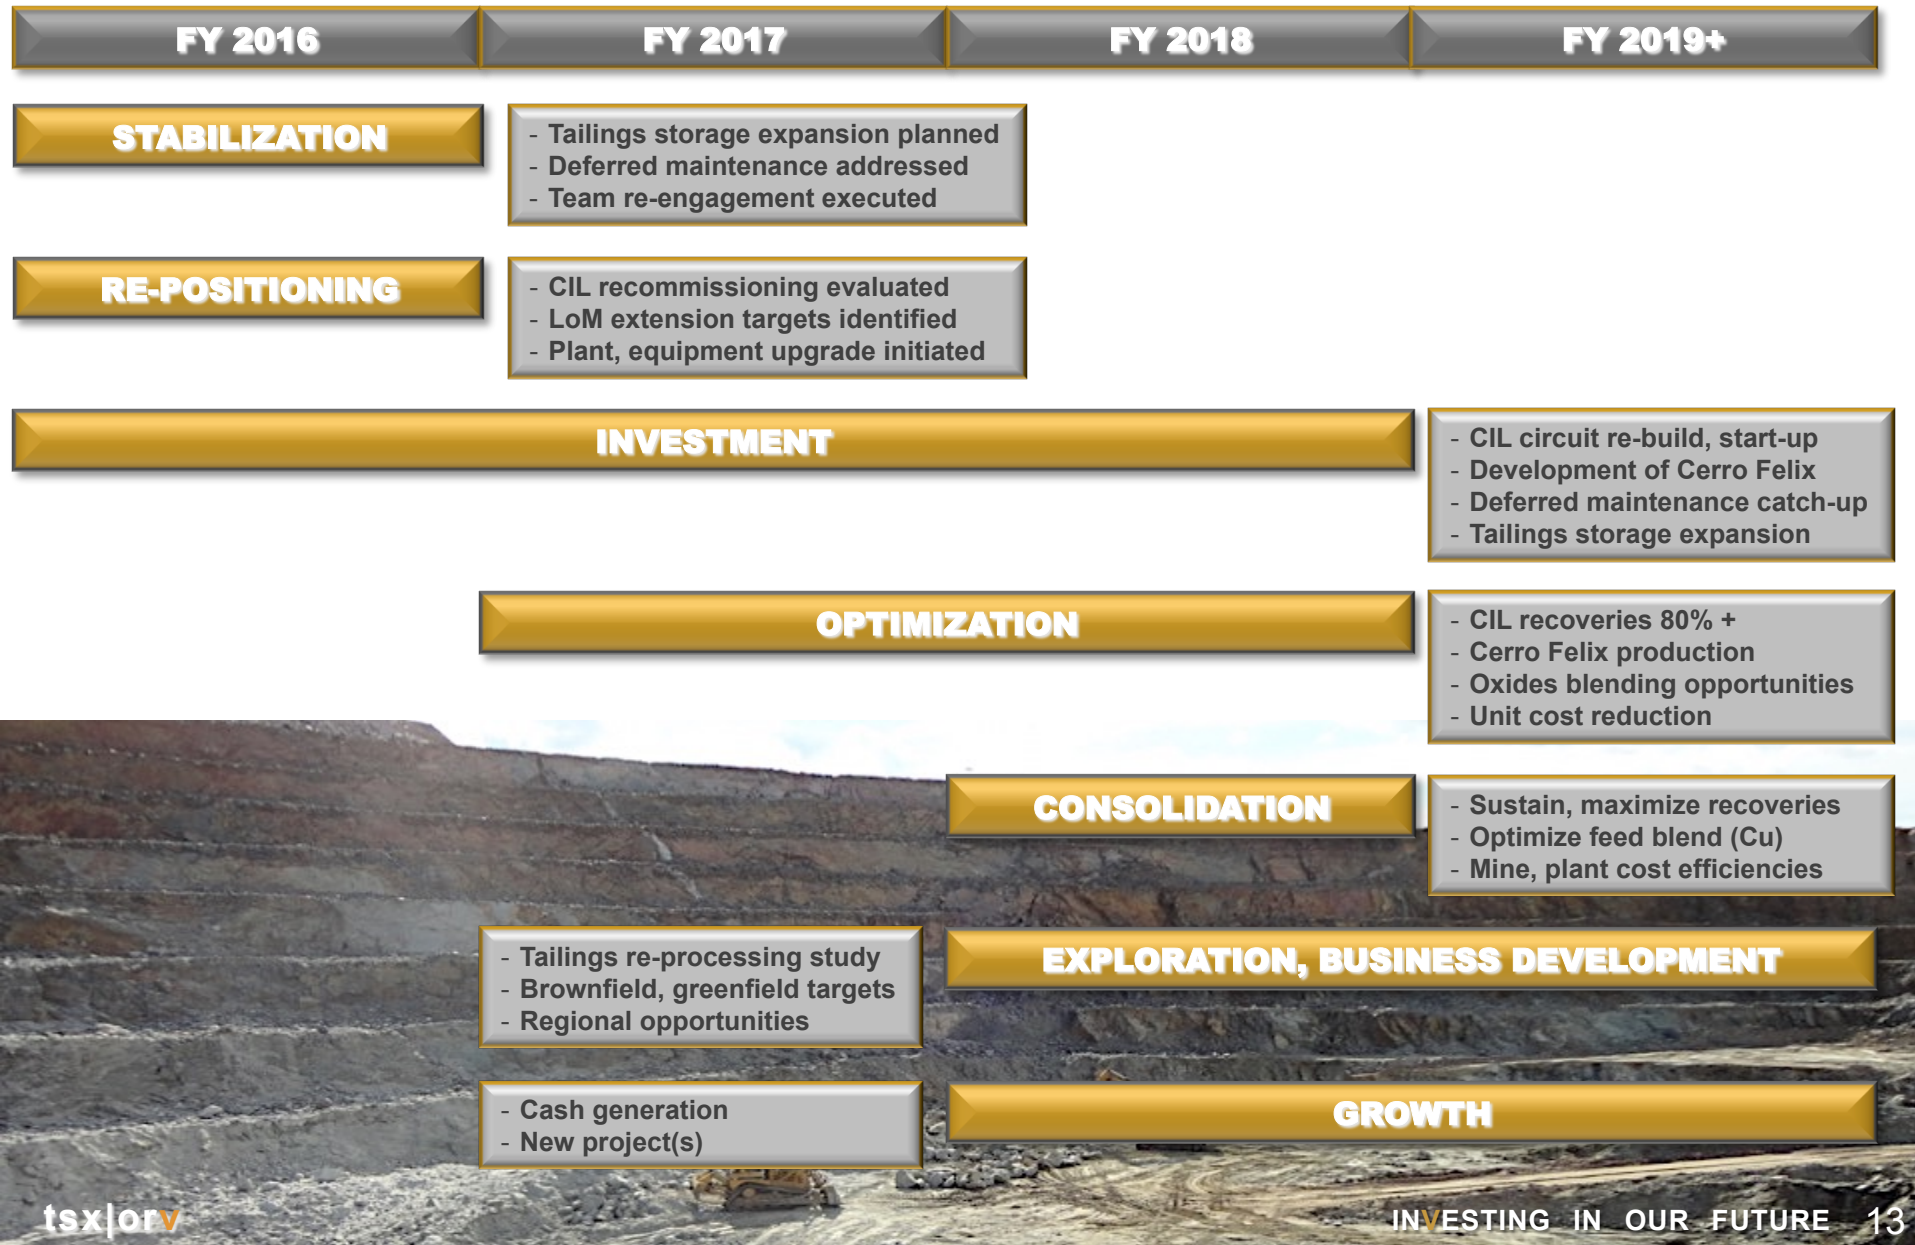 FY 2016
FY 2017
FY 2018
FY 2019+
STABILIZATION
- Tailings storage expansion planned
- Deferred maintenance addressed
- Team re-engagement executed
RE-POSITIONING
- CIL recommissioning evaluated
- LoM extension targets identified
- Plant, equipment upgrade initiated
INVESTMENT
- CIL circuit re-build, start-up
- Development of Cerro Felix
- Deferred maintenance catch-up
- Tailings storage expansion
OPTIMIZATION
- CIL recoveries 80% +
- Cerro Felix production
- Oxides blending opportunities
- Unit cost reduction
CONSOLIDATION
- Sustain, maximize recoveries
- Optimize feed blend (Cu)
- Mine, plant cost efficiencies
- Tailings re-processing study
- Brownfield, greenfield targets
- Regional opportunities
EXPLORATION, BUSINESS DEVELOPMENT
- Cash generation
- New project(s)
GROWTH
tsx|orv
INVESTING IN OUR FUTURE 13